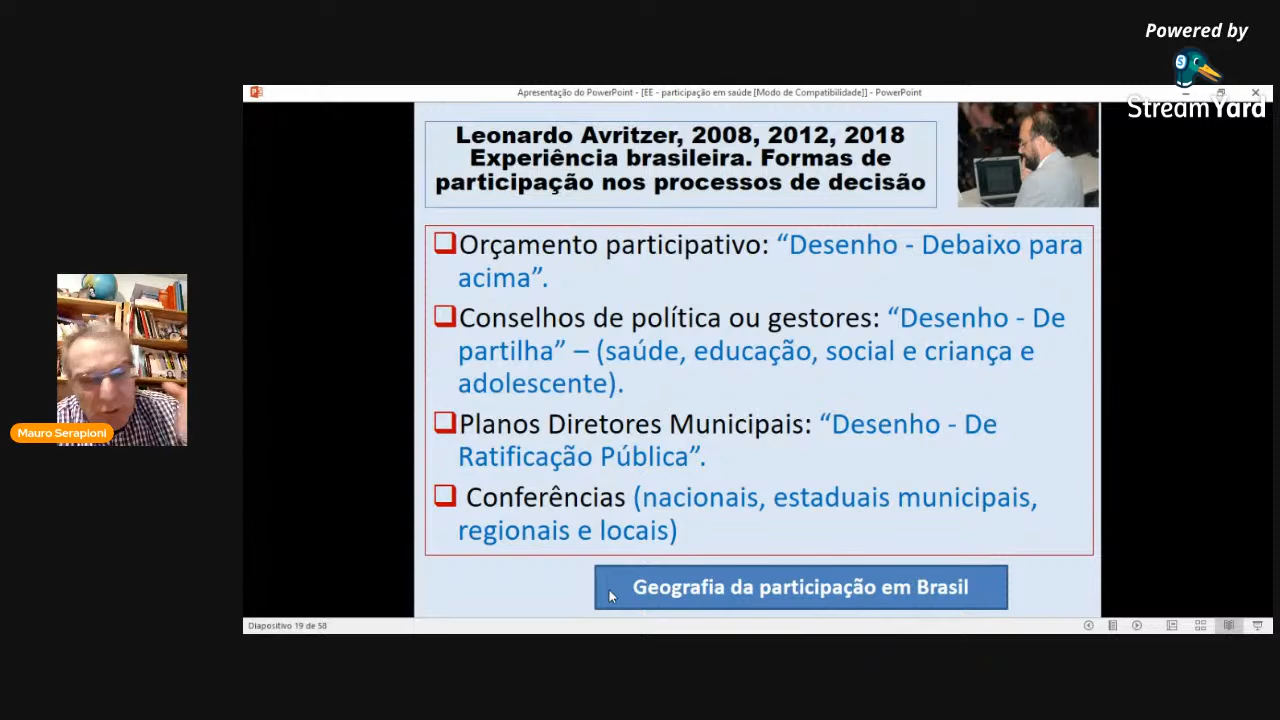 Powered by
StreamYard
Apresentação do PowerPoint - [EE - participação em saúde [Modo de Compatibilidade]] - PowerPoint
Leonardo Avritzer, 2008, 2012, 2018
Experiência brasileira. Formas de
participação nos processos de decisão
Orçamento participativo: “Desenho - Debaixo para
acima”.
Conselhos de política ou gestores: “Desenho - De
partilha” – (saúde, educação, social e criança e
adolescente).
Planos Diretores Municipais: “Desenho - De
Ratificação Pública”.
Conferências (nacionais, estaduais municipais,
regionais e locais)
Geografia da participação em Brasil
Mauro Serapioni
Diapositivo 19 de 58